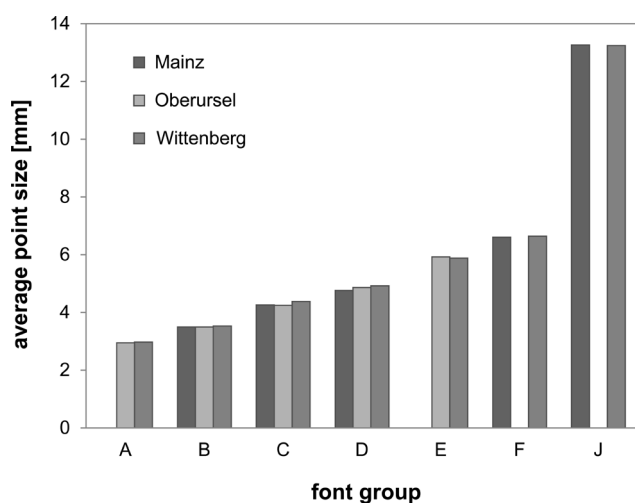 14
12
10
8
6
4
2
0
average point size [mm]
Mainz
Oberursel
Wittenberg
A B C D E F J
font group